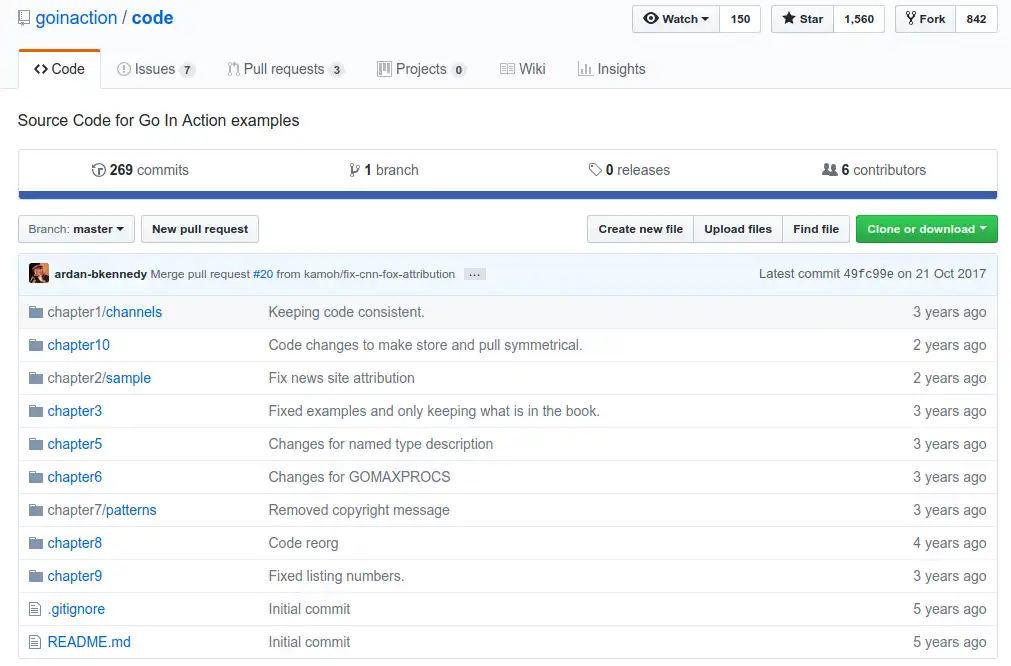 goinaction / code Watch 150 Star 1,560 Fork 842
Code Issues 7 Pull requests 3 Projects 0 Wiki Insights
Source Code for Go In Action examples
269 commits 1 branch 0 releases 6 contributors
Branch: master New pull request Create new file Upload files Find file Clone or download
ardan-bkennedy Merge pull request #20 from kamoh/fix-cnn-fox-attribution ... Latest commit 49fc99e on 21 Oct 2017
chapter1/channels Keeping code consistent. 3 years ago
chapter10 Code changes to make store and pull symmetrical. 2 years ago
chapter2/sample Fix news site attribution 2 years ago
chapter3 Fixed examples and only keeping what is in the book. 3 years ago
chapter5 Changes for named type description 3 years ago
chapter6 Changes for GOMAXPROCS 3 years ago
chapter7/patterns Removed copyright message 3 years ago
chapter8 Code reorg 4 years ago
chapter9 Fixed listing numbers. 3 years ago
.gitignore Initial commit 5 years ago
README.md Initial commit 5 years ago